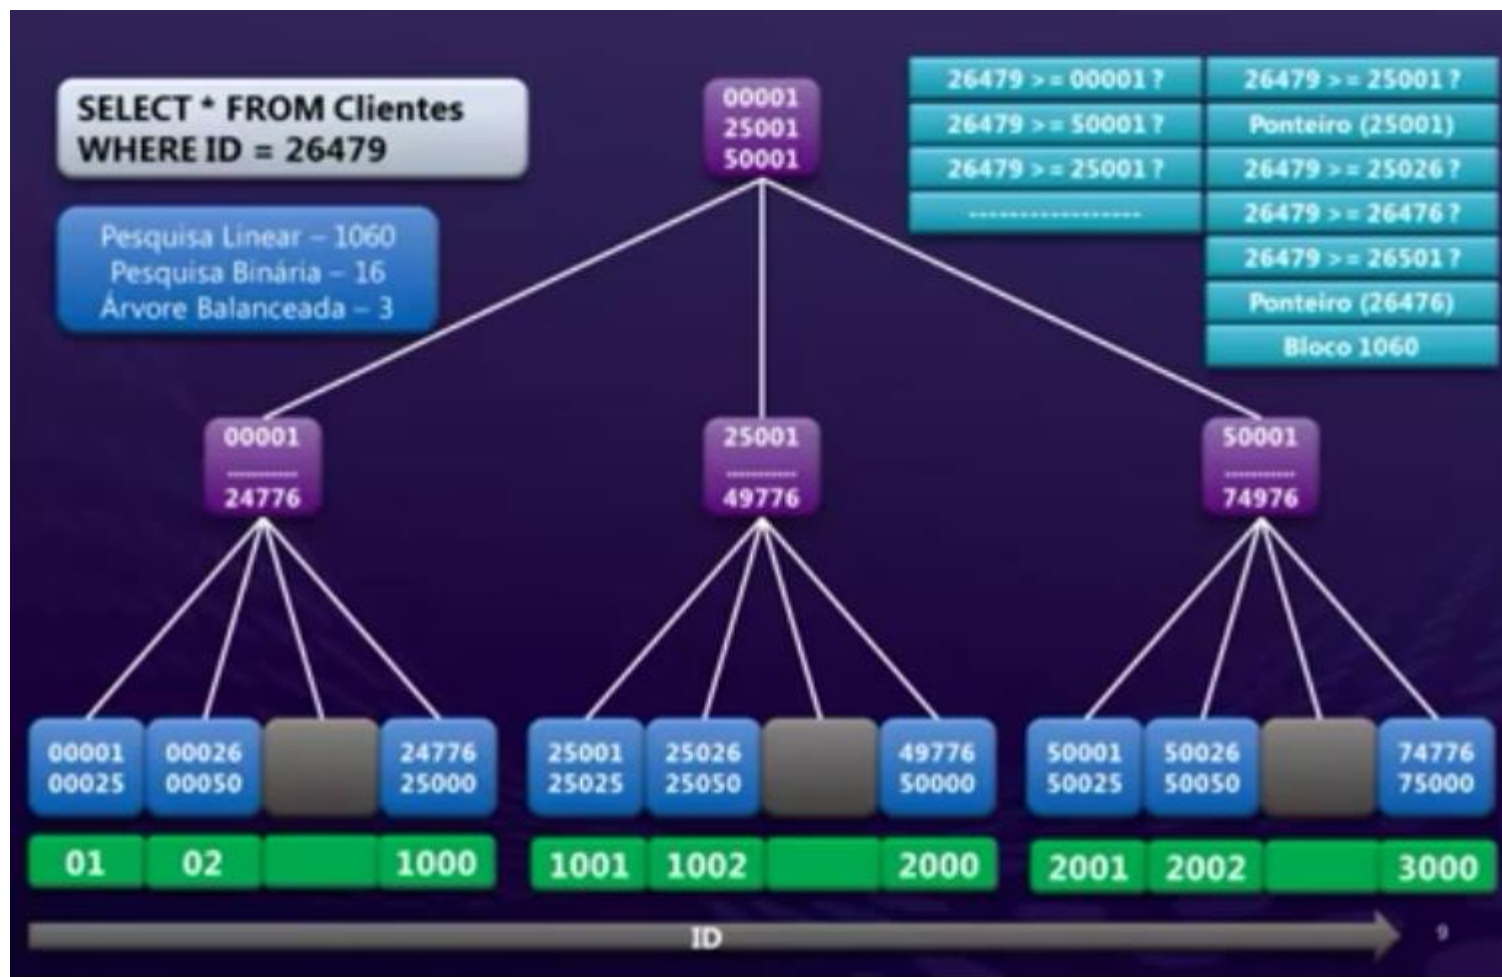 SELECT * FROM Clientes
WHERE ID = 26479
Pesquisa Linear – 1060
Pesquisa Binária – 16
Árvore Balanceada – 3
00001
25001
50001
26479 >= 00001 ?
26479 >= 50001 ?
26479 >= 25001 ?
-----------------
26479 >= 25001 ?
Ponteiro (25001)
26479 >= 25026 ?
26479 >= 26476 ?
26479 >= 26501 ?
Ponteiro (26476)
Bloco 1060
00001
-----------
24776
25001
-----------
49776
50001
-----------
74976
00001
00025
00026
00050
24776
25000
25001
25025
25026
25050
49776
50000
50001
50025
50026
50050
74776
75000
01 02 1000
1001 1002 2000
2001 2002 3000
ID
9